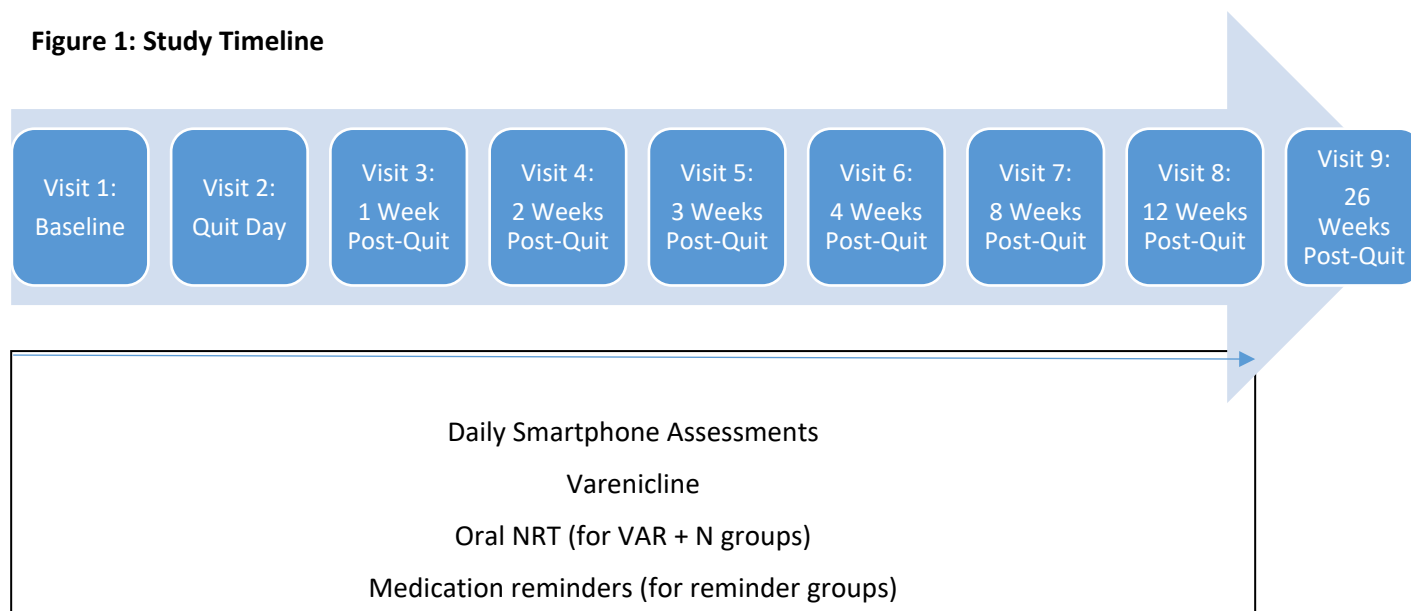 Figure 1: Study Timeline
Visit 1:
Baseline
Visit 2:
Quit Day
Visit 3:
1 Week
Post-Quit
Visit 4:
2 Weeks
Post-Quit
Visit 5:
3 Weeks
Post-Quit
Visit 6:
4 Weeks
Post-Quit
Visit 7:
8 Weeks
Post-Quit
Visit 8:
12 Weeks
Post-Quit
Visit 9:
26
Weeks
Post-Quit
Daily Smartphone Assessments
Varenicline
Oral NRT (for VAR + N groups)
Medication reminders (for reminder groups)